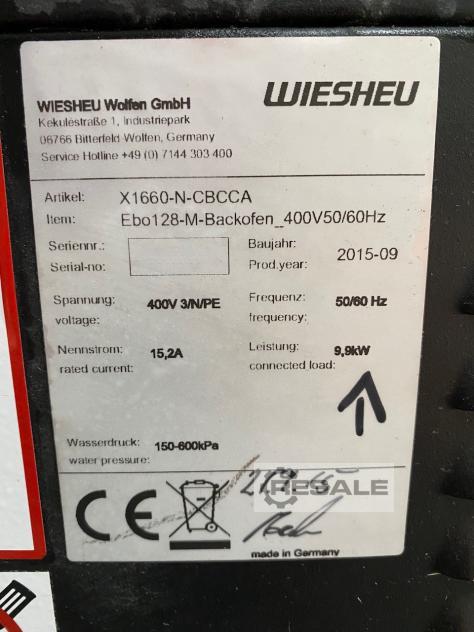 WIESHEU Wolfen GmbH
WIESHEU
Kekulestraße 1, Industriepark
06766 Bitterfeld-Wolfen, Germany
Service Hotline +49 (0) 7144 303 400
Artikel: X1660-N-CBCCA
Item: Ebo128-M-Backofen_400V50/60Hz
Seriennr.: Baujahr:
Serial-no: Prod.year: 2015-09
Spannung: 400V 3/N/PE Frequenz: 50/60 Hz
voltage: frequency:
Nennstrom: 15,2A Leistung: 9,9kW
rated current: connected load:
Wasserdruck: 150-600kPa
water pressure:
CE
RESALE
made in Germany